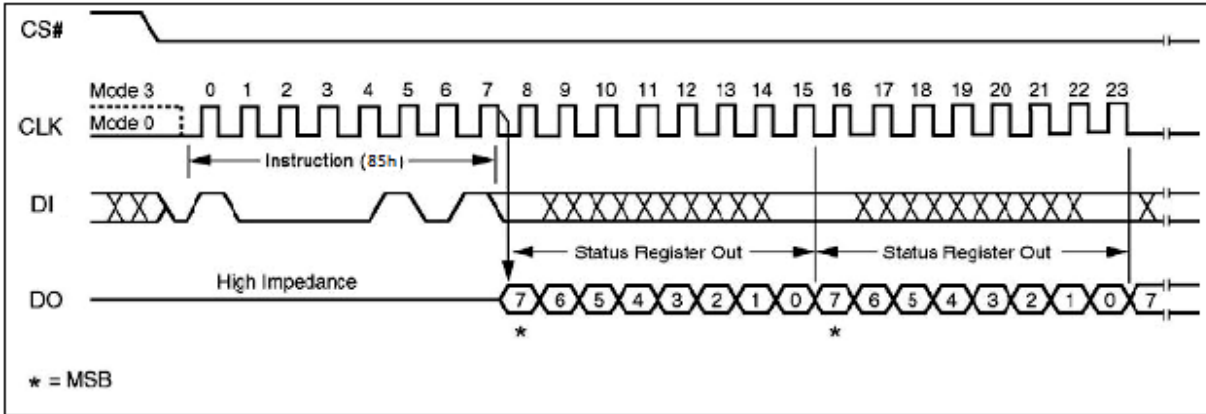 CS#
Mode 3 0 1 2 3 4 5 6 7 8 9 10 11 12 13 14 15 16 17 18 19 20 21 22 23
CLK Mode 0
Instruction (85h)
DI
Status Register Out Status Register Out
High Impedance
DO 7 6 5 4 3 2 1 0 7 6 5 4 3 2 1 0 7
* *
* = MSB